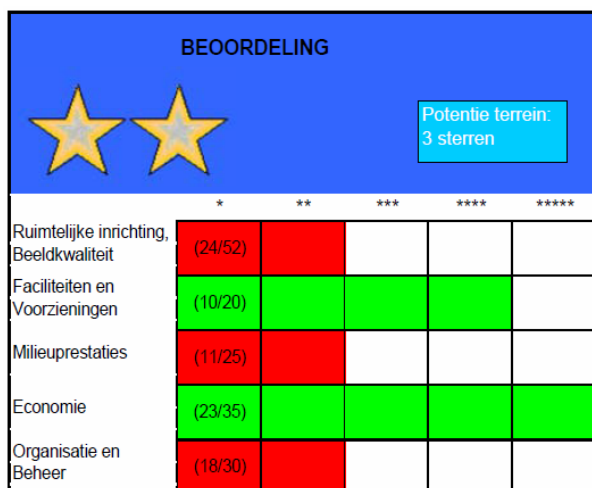 BEOORDELING
Potentie terrein:
3 sterren
* ** *** **** *****
Ruimtelijke inrichting,
Beeldkwaliteit
(24/52)
Faciliteiten en
Voorzieningen
(10/20)
Milieuprestaties
(11/25)
Economie
(23/35)
Organisatie en
Beheer
(18/30)